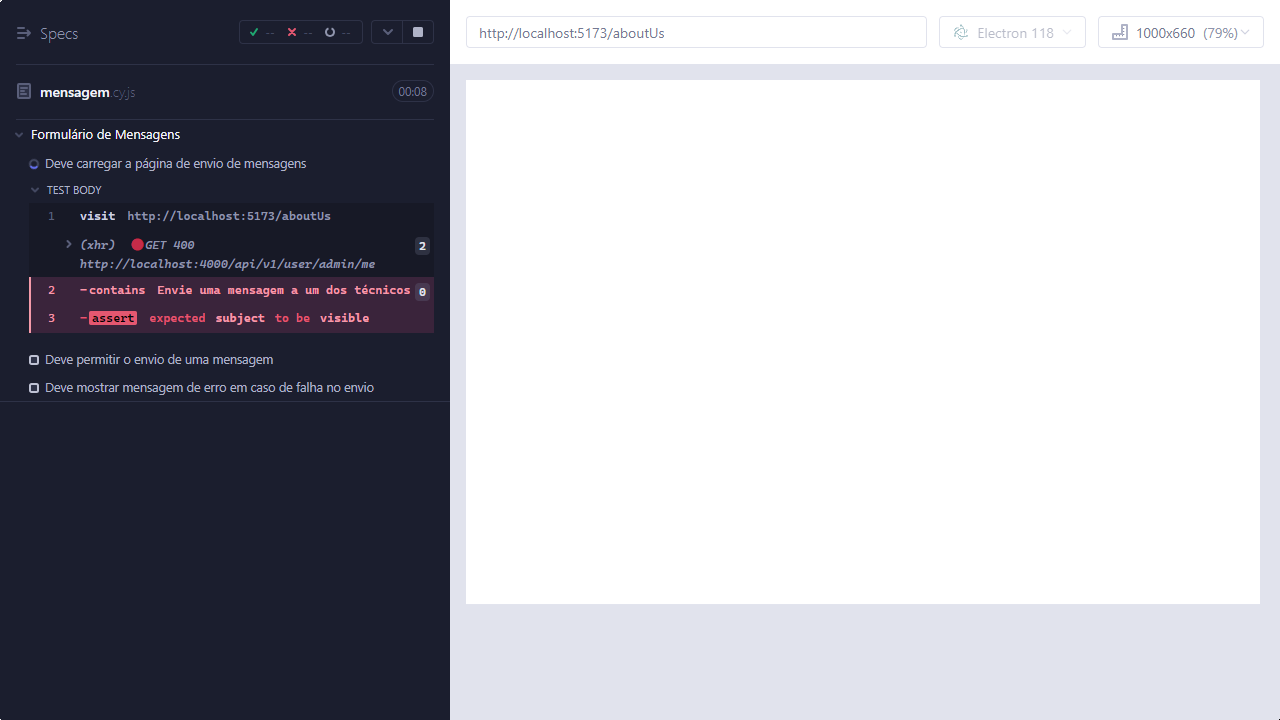 Specs
-- -- --
mensagem.cy.js
00:08
Formulário de Mensagens
Deve carregar a página de envio de mensagens
TEST BODY
1 visit http://localhost:5173/aboutUs
(xhr) GET 400 2
http://localhost:4000/api/v1/user/admin/me
2 -contains Envie uma mensagem a um dos técnicos 0
3 -assert expected subject to be visible
Deve permitir o envio de uma mensagem
Deve mostrar mensagem de erro em caso de falha no envio
http://localhost:5173/aboutUs
Electron 118
1000x660 (79%)